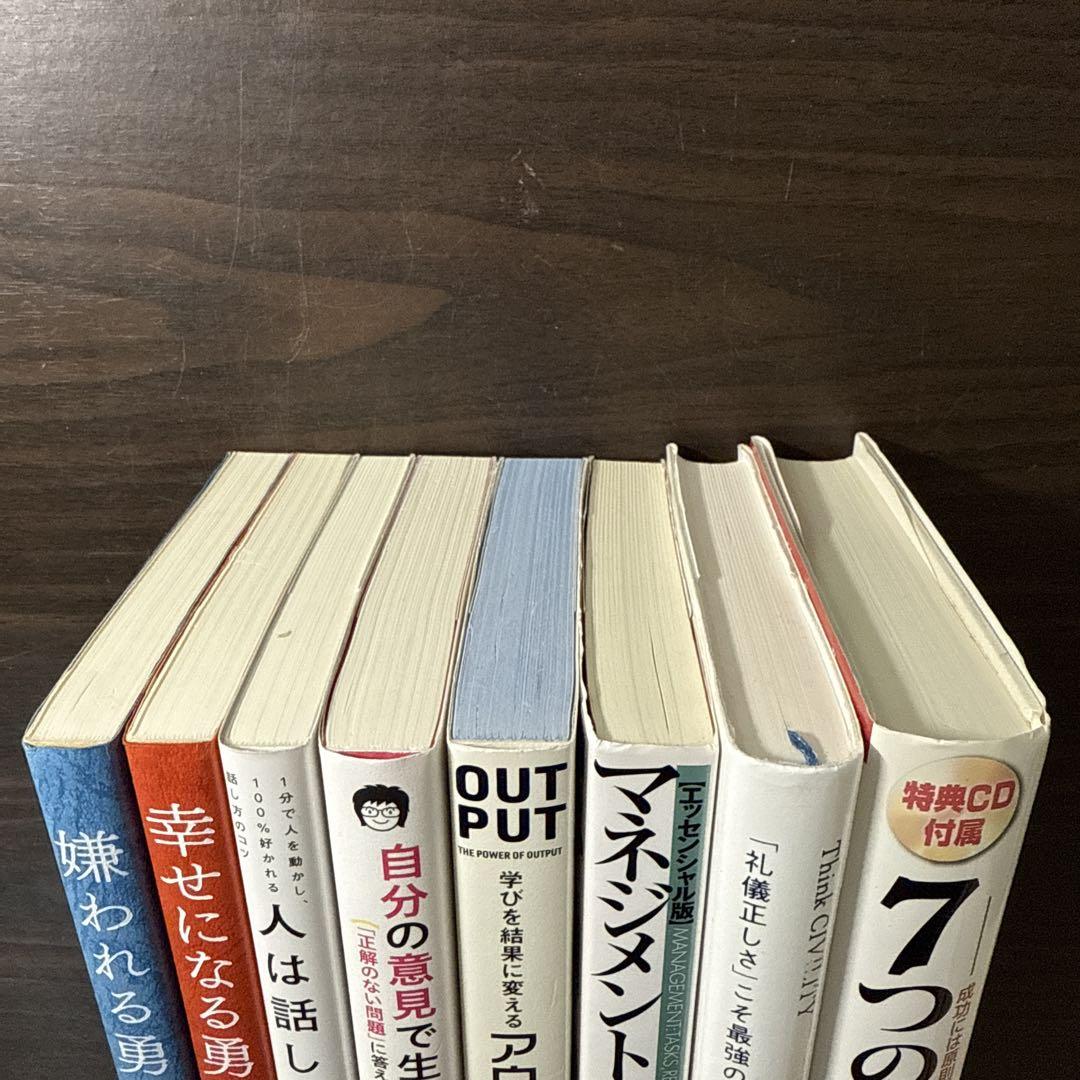 嫌われる勇
幸せになる勇
1分で人を動かし、
100%好かれる
話し方のコツ
人は話し
自分の意見で生
「正解のない問題」に答え
OUT
PUT
THE POWER OF OUTPUT
学びを結果に変える
アウ
マネジメント
[エッセンシャル版]
MANAGEMENT:TASKS RE
Think CIVILITY
「礼儀正しさ」こそ最強の
特典CD
付属
7つの
成功には原則